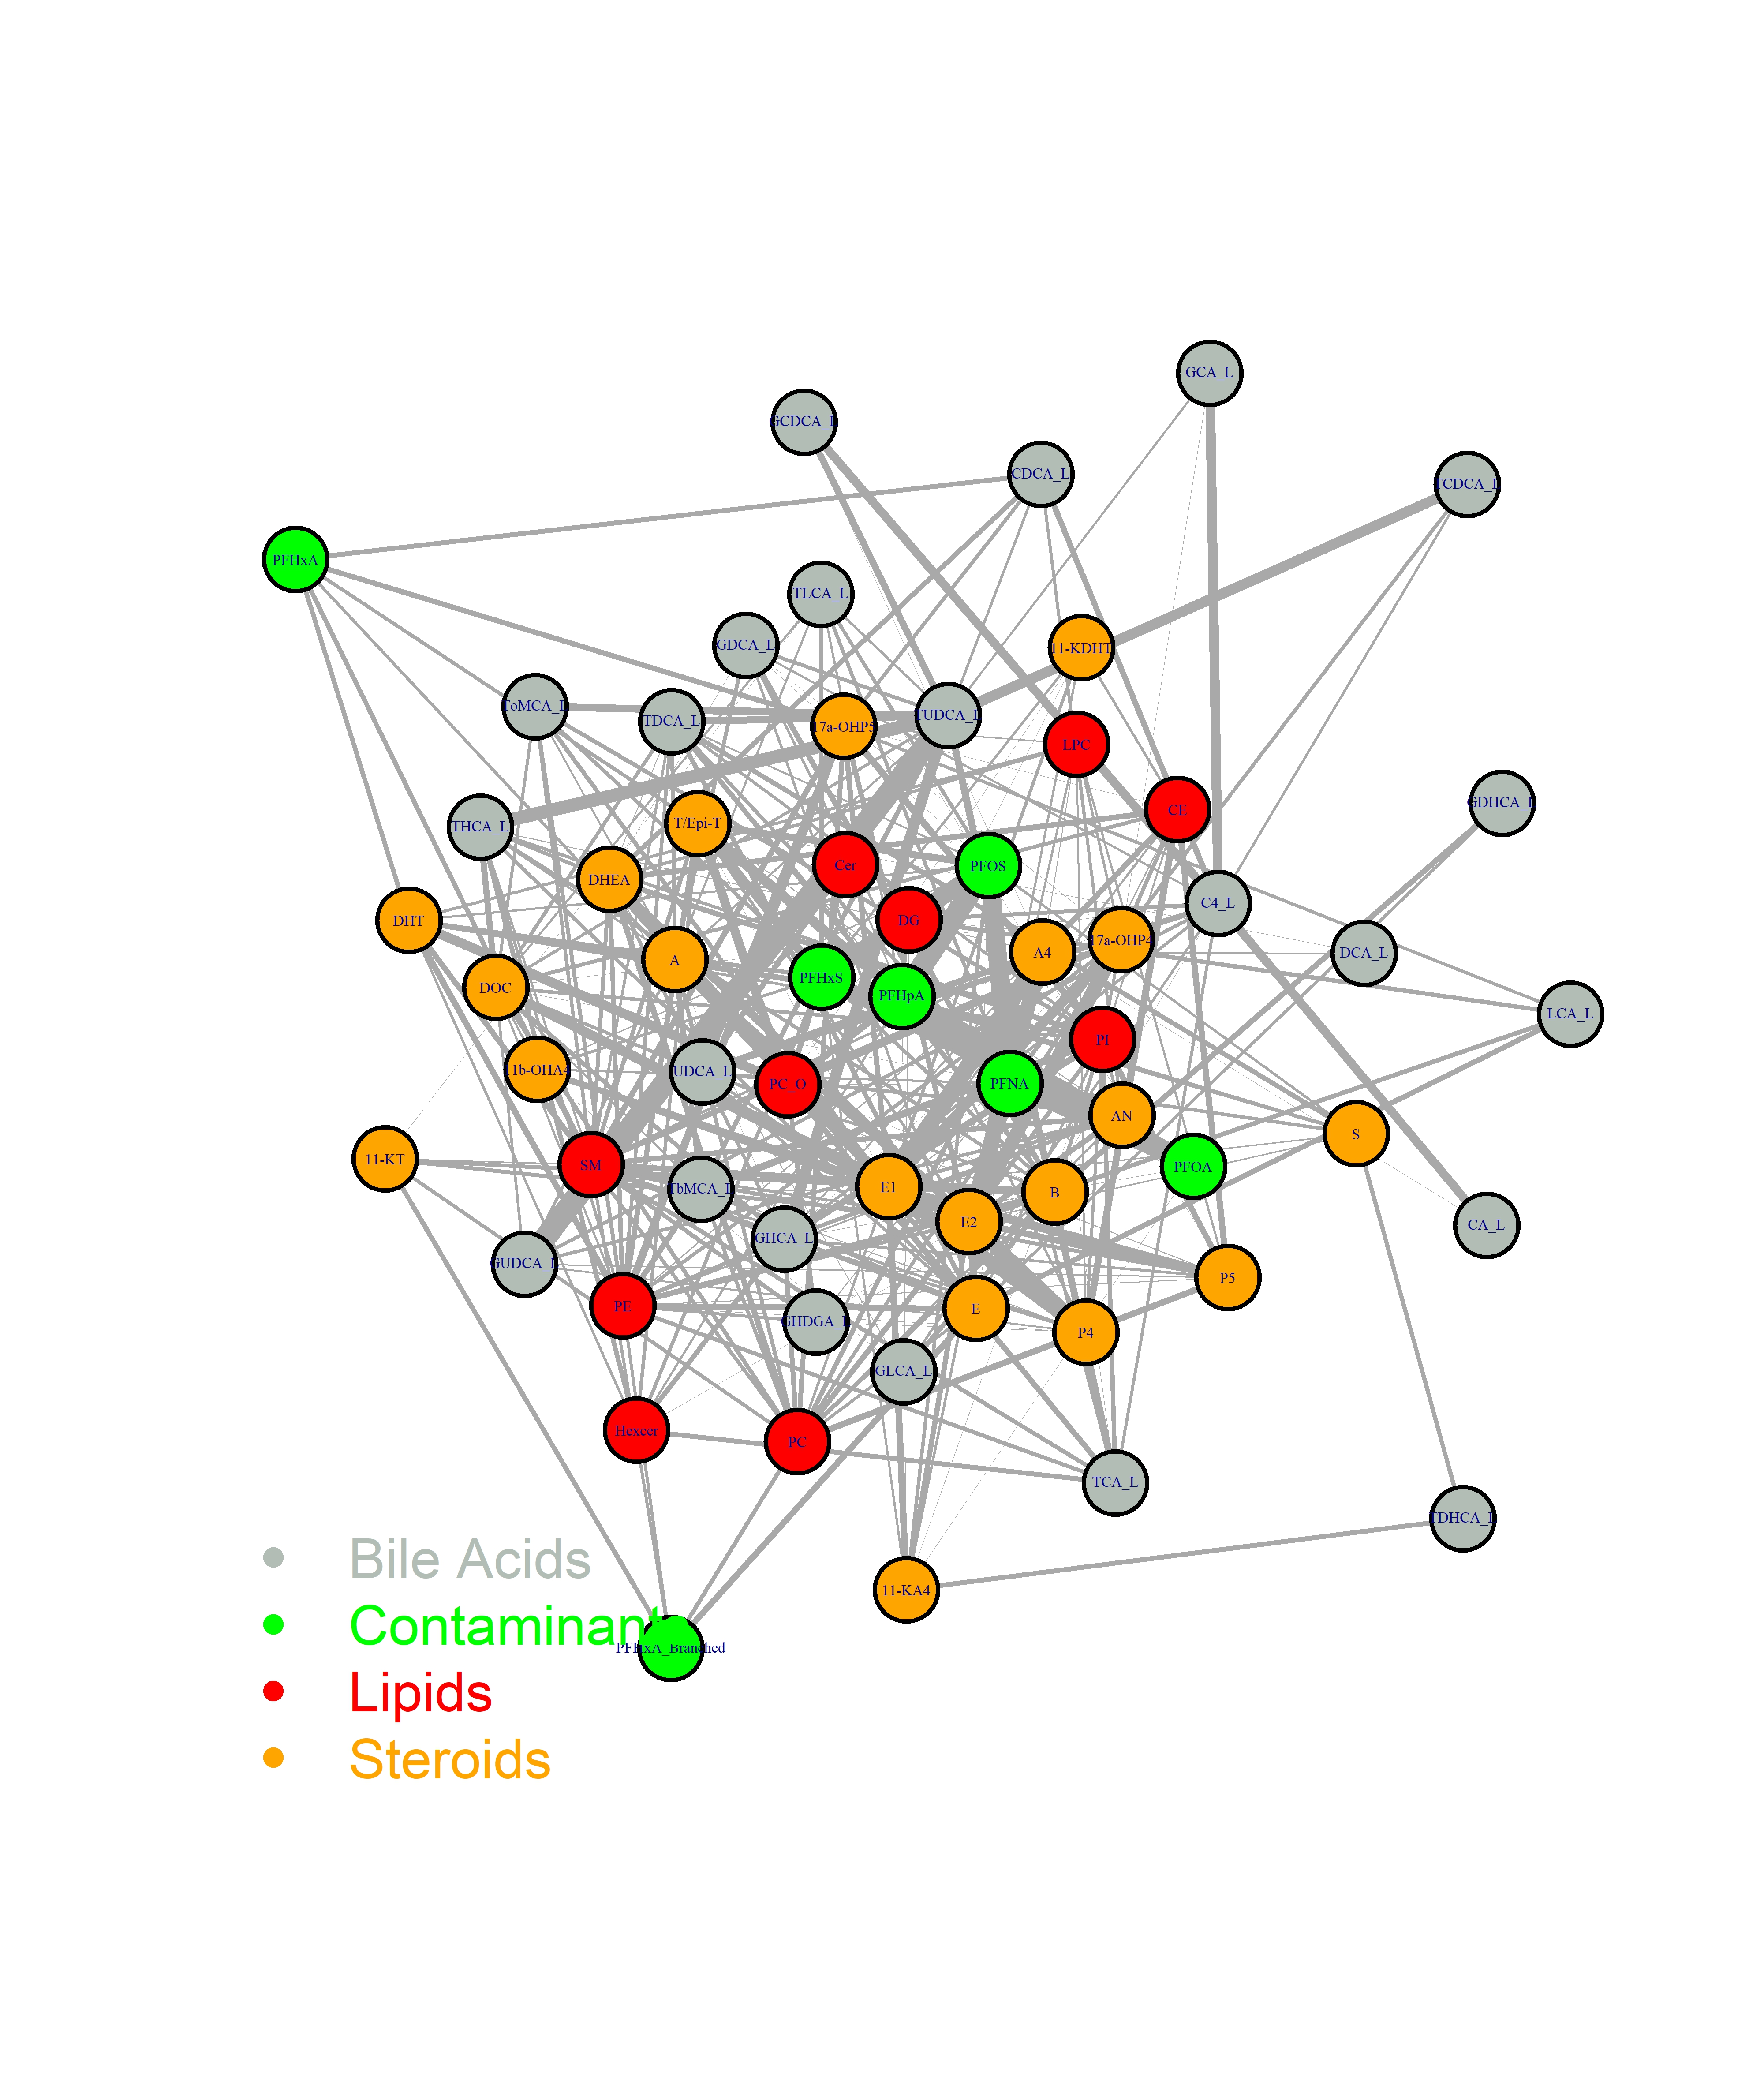 GCA_L
GCDCA_L
CDCA_L
TCDCA_L
PFHxA
TLCA_L
GDCA_L
11-KDHT
ToMCA_L
TDCA_L
17a-OHP5
TUDCA_L
LPC
THCA_L
T/Epi-T
CE
GDHCA_L
DHEA
Cer
PFOS
DHT
DG
C4_L
A
A4
17a-OHP4
DCA_L
DOC
PFHxS
PFHpA
LCA_L
1b-OHA4
UDCA_L
PC_O
PFNA
PI
AN
S
11-KT
SM
TbMCA_L
E1
B
PFOA
E2
CA_L
GUDCA_L
GHCA_L
P5
PE
GHDGA_L
E
P4
GLCA_L
Hexcer
PC
TCA_L
TDHCA_L
11-KA4
PFHxA_Branched
Bile Acids
Contaminants
Lipids
Steroids